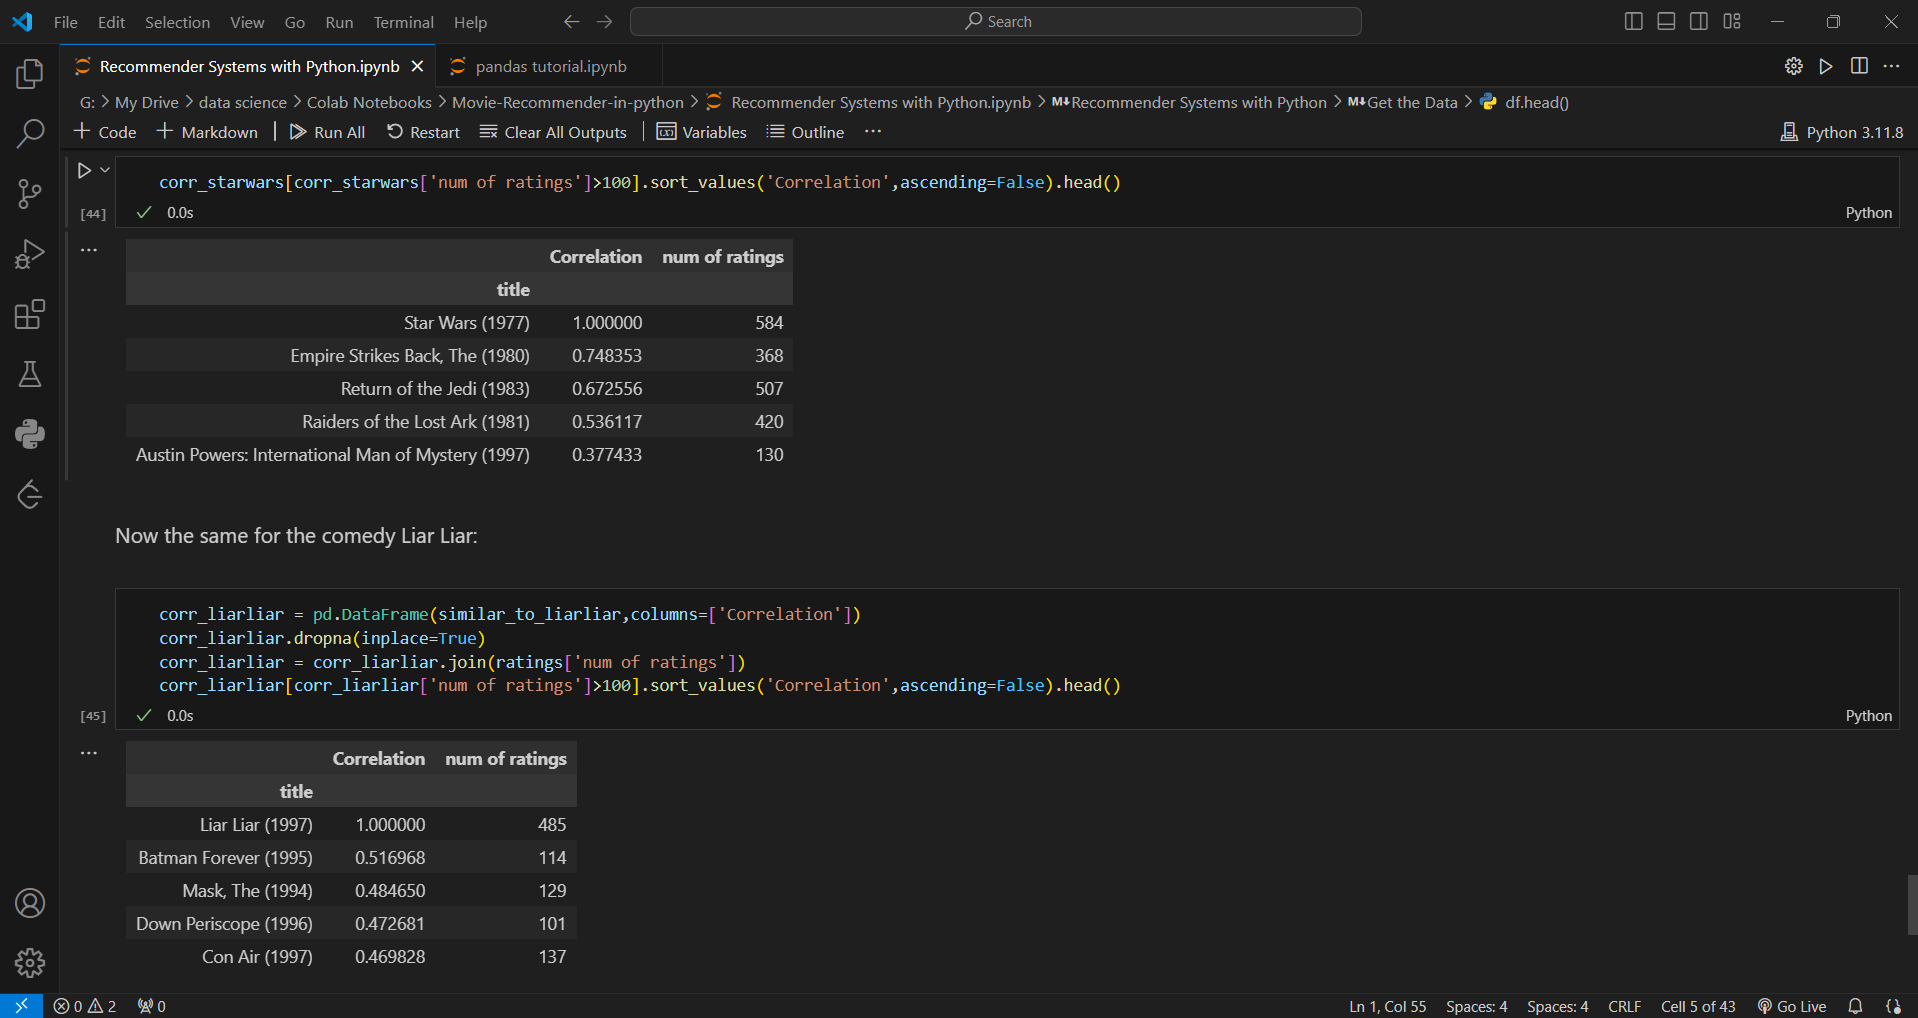 File Edit Selection View Go Run Terminal Help Search
Recommender Systems with Python.ipynb pandas tutorial.ipynb
G: > My Drive > data science > Colab Notebooks > Movie-Recommender-in-python > Recommender Systems with Python.ipynb > M↓Recommender Systems with Python > M↓Get the Data > df.head()
+ Code + Markdown | Run All Restart Clear All Outputs | Variables Outline ... Python 3.11.8
corr_starwars[corr_starwars['num of ratings']>100].sort_values('Correlation',ascending=False).head()
[44] ✓ 0.0s Python
...
Correlation num of ratings
title
Star Wars (1977) 1.000000 584
Empire Strikes Back, The (1980) 0.748353 368
Return of the Jedi (1983) 0.672556 507
Raiders of the Lost Ark (1981) 0.536117 420
Austin Powers: International Man of Mystery (1997) 0.377433 130
Now the same for the comedy Liar Liar:
corr_liarliar = pd.DataFrame(similar_to_liarliar,columns=['Correlation'])
corr_liarliar.dropna(inplace=True)
corr_liarliar = corr_liarliar.join(ratings['num of ratings'])
corr_liarliar[corr_liarliar['num of ratings']>100].sort_values('Correlation',ascending=False).head()
[45] ✓ 0.0s Python
...
Correlation num of ratings
title
Liar Liar (1997) 1.000000 485
Batman Forever (1995) 0.516968 114
Mask, The (1994) 0.484650 129
Down Periscope (1996) 0.472681 101
Con Air (1997) 0.469828 137
0 2 0 Ln 1, Col 55 Spaces: 4 Spaces: 4 CRLF Cell 5 of 43 Go Live